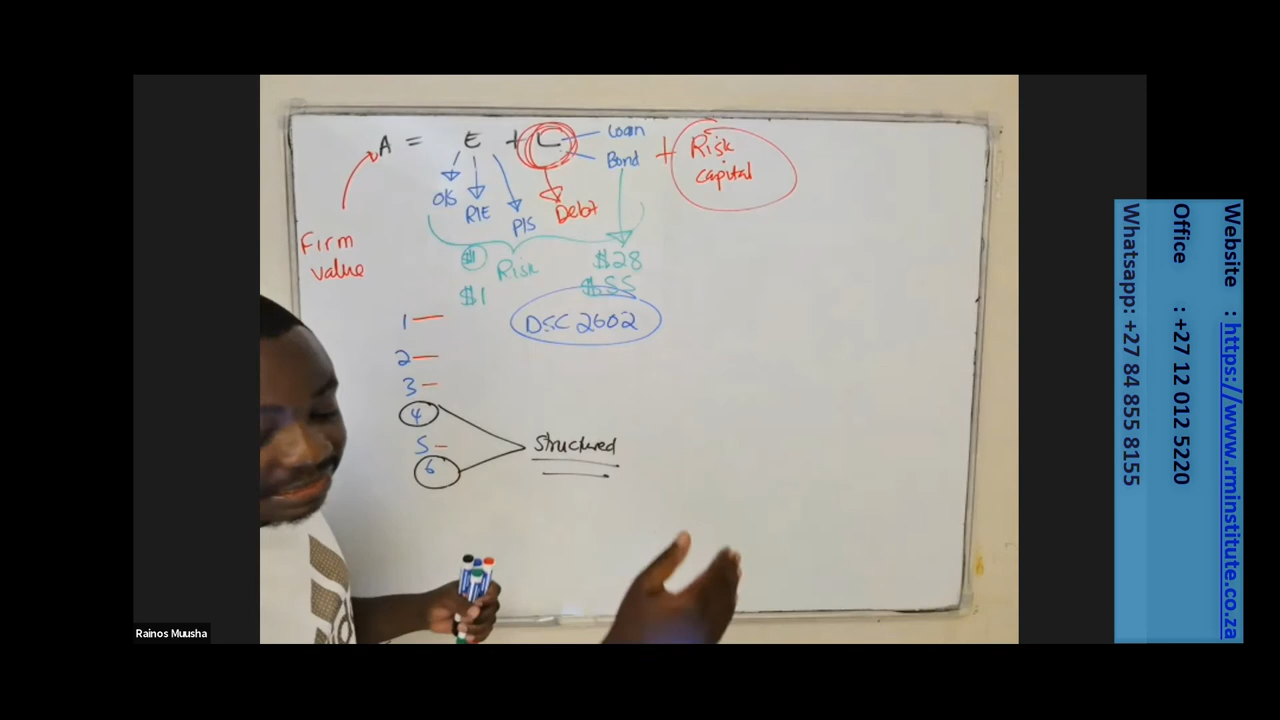 A = E + L Loan
Bond
+ Risk
capital
O/S
R/E
P/S
Debt
Firm
value
$1
Risk
$28
$1
$55
DSC 2602
1
2
3
4
5
6
Structured
Rainos Muusha
Website : https://www.rminstitute.co.za
Office : +27 12 012 5220
Whatsapp: +27 84 855 8155